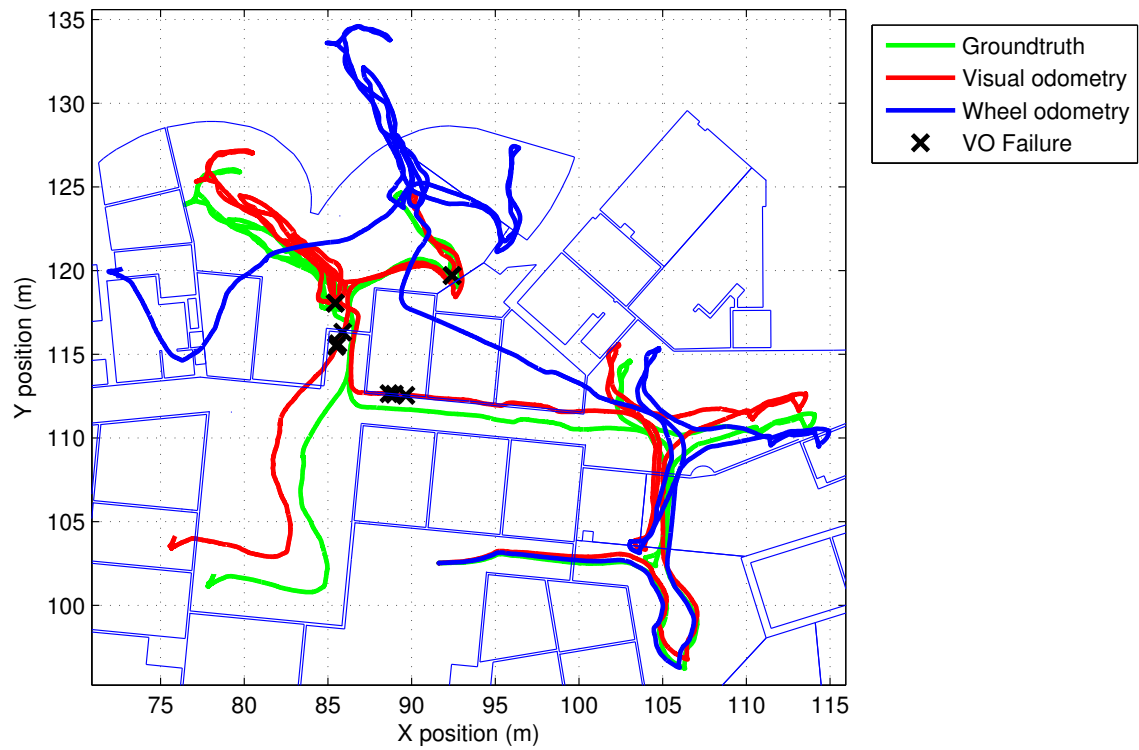 135
130
125
120
115
110
105
100
Y position (m)
75
80
85
90
95
100
105
110
115
X position (m)
Groundtruth
Visual odometry
Wheel odometry
VO Failure